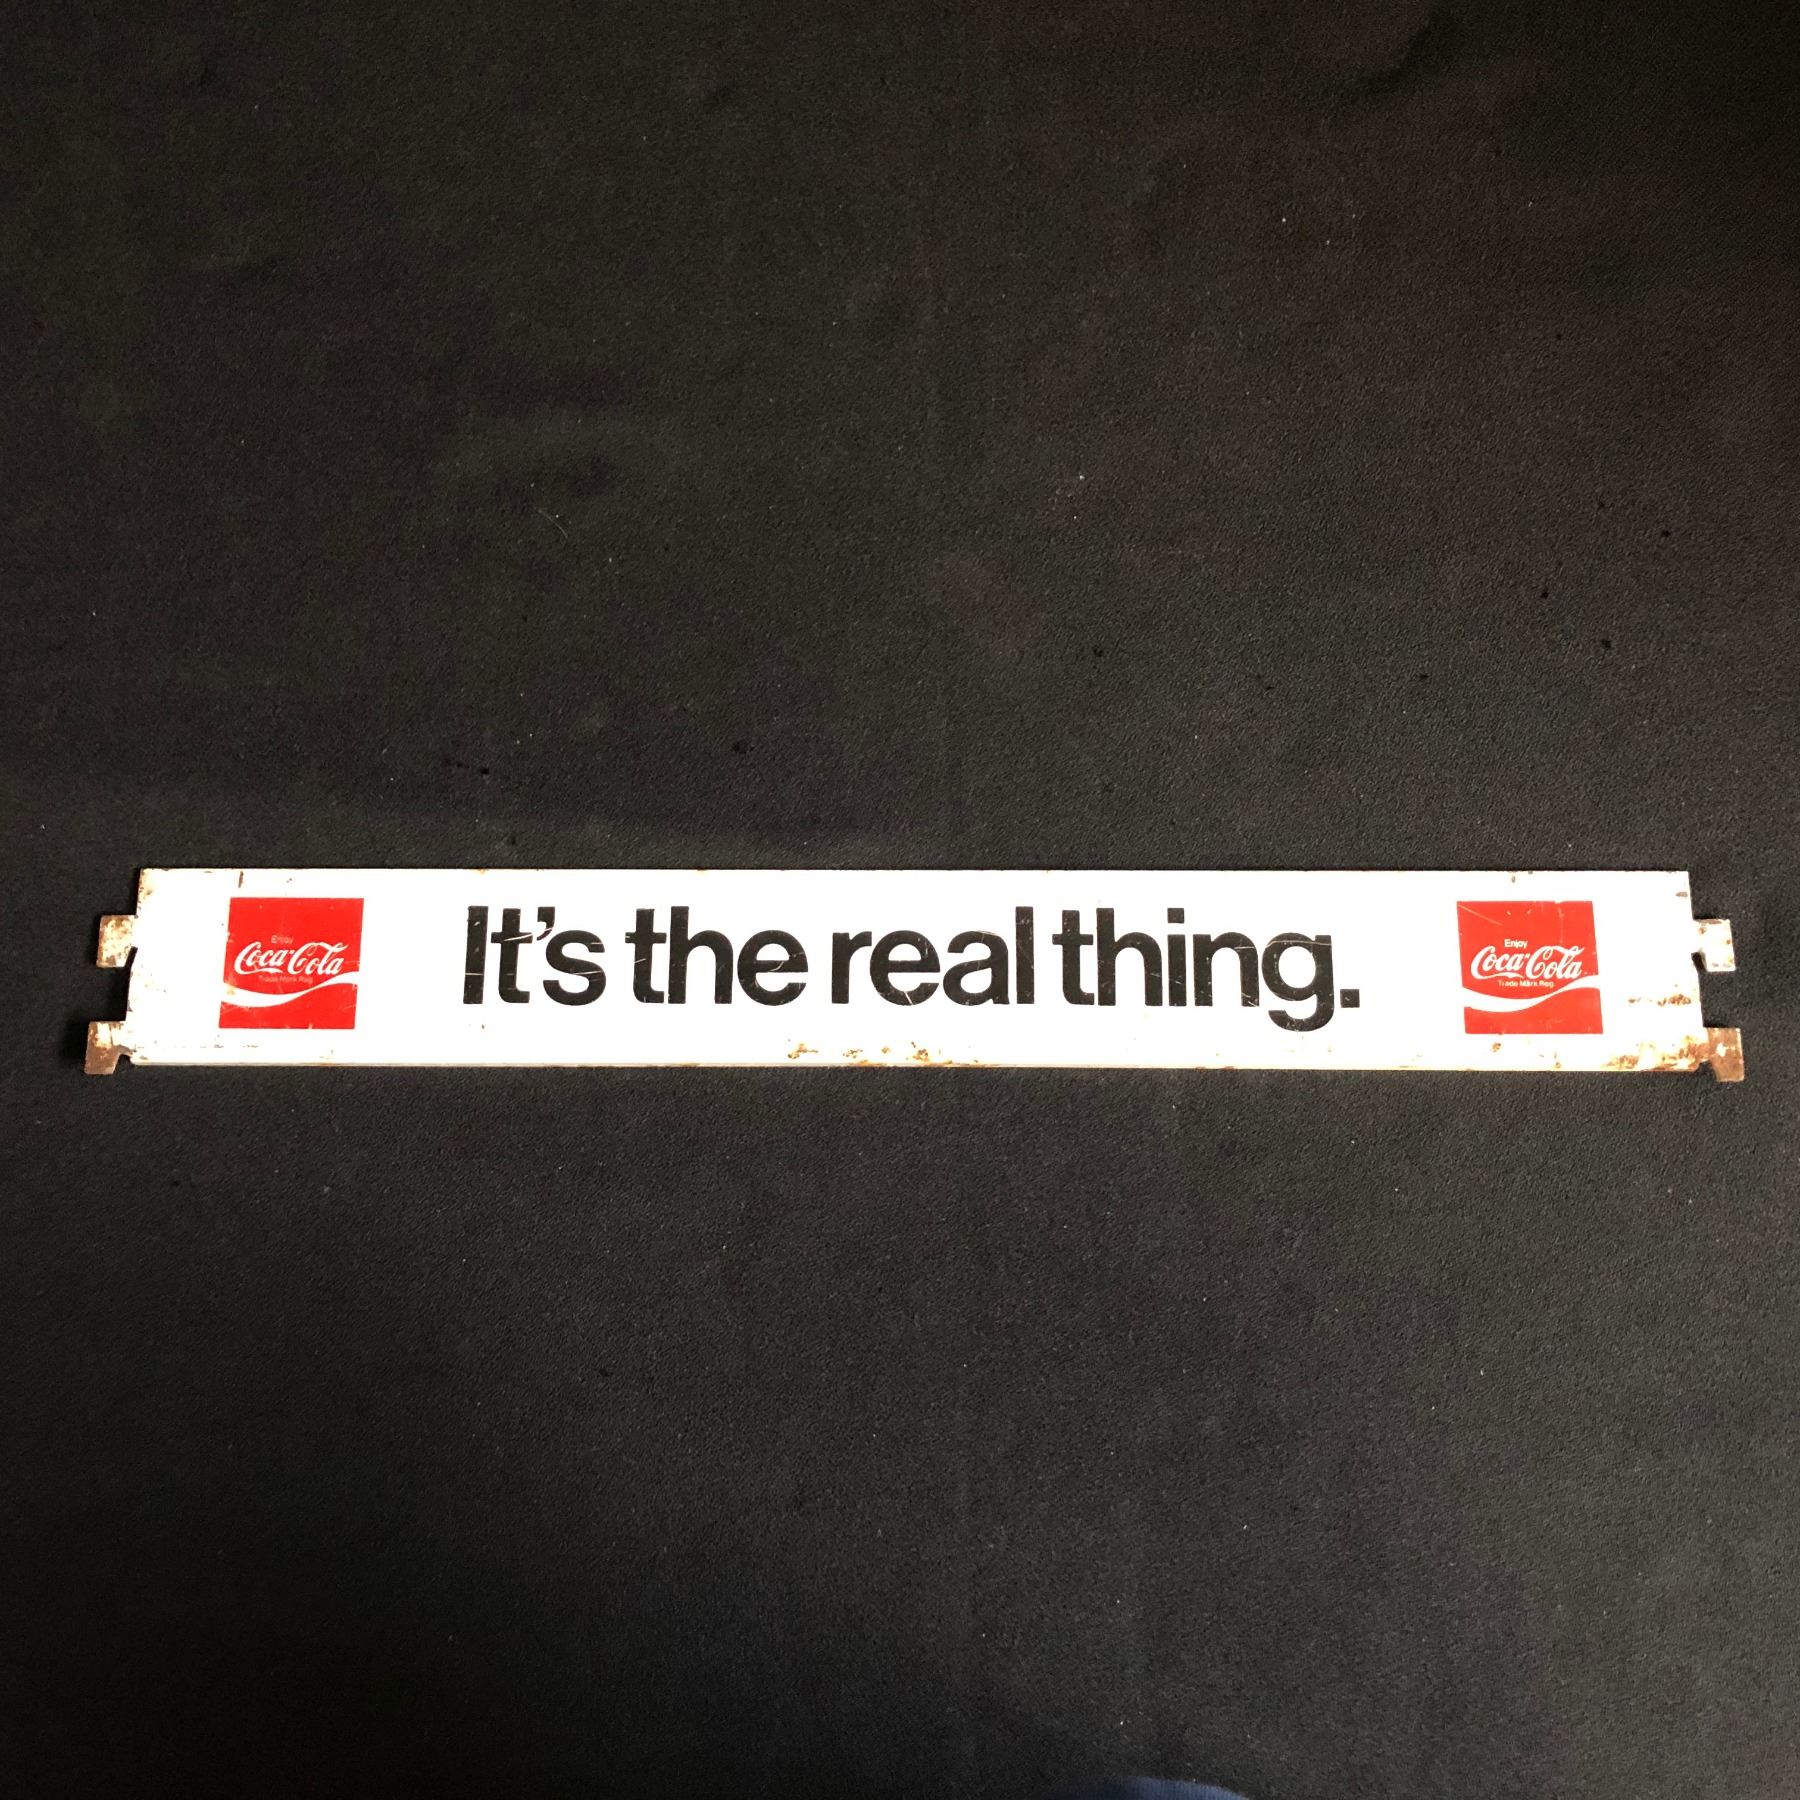 Enjoy
Coca-Cola
Trade Mark Reg
It's the real thing.
Enjoy
Coca-Cola
Trade Mark Reg